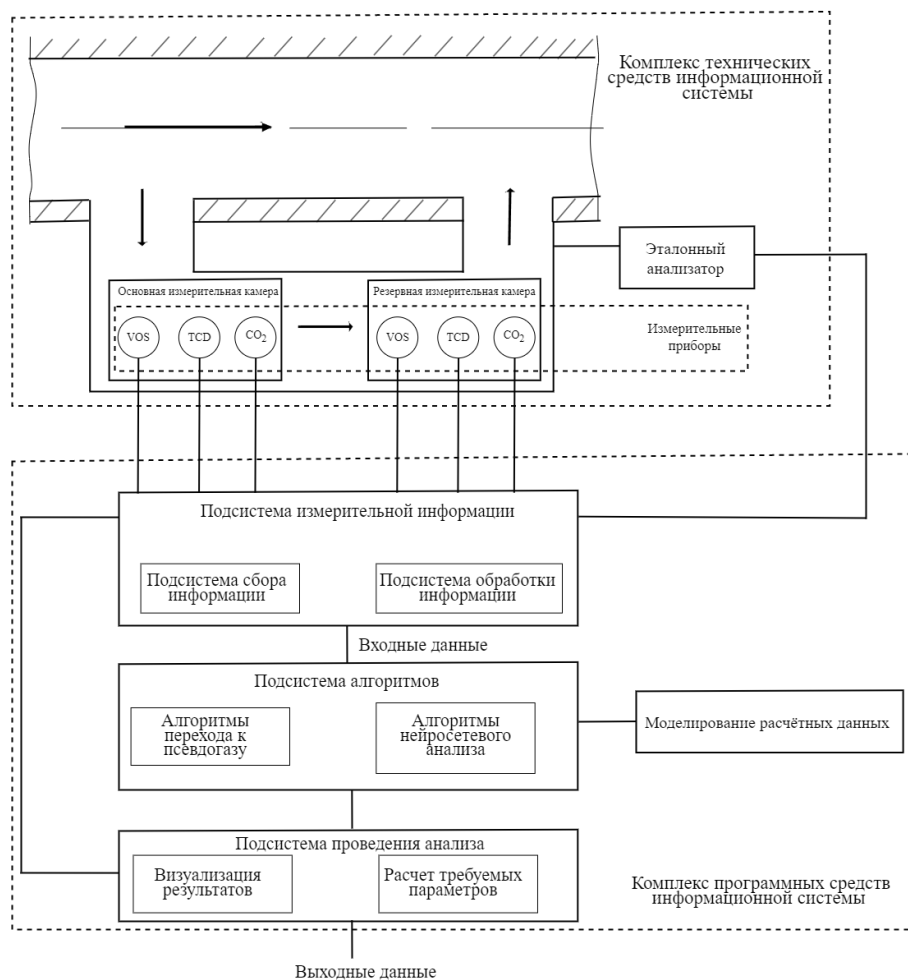 Комплекс технических
средств информационной
системы
Эталонный
анализатор
Основная измерительная камера
Резервная измерительная камера
VOS
TCD
CO2
VOS
TCD
CO2
Измерительные
приборы
Подсистема измерительной информации
Подсистема сбора
информации
Подсистема обработки
информации
Входные данные
Подсистема алгоритмов
Алгоритмы
перехода к
псевдогазу
Алгоритмы
нейросетевого
анализа
Моделирование расчётных данных
Подсистема проведения анализа
Визуализация
результатов
Расчет требуемых
параметров
Комплекс программных средств
информационной системы
Выходные данные